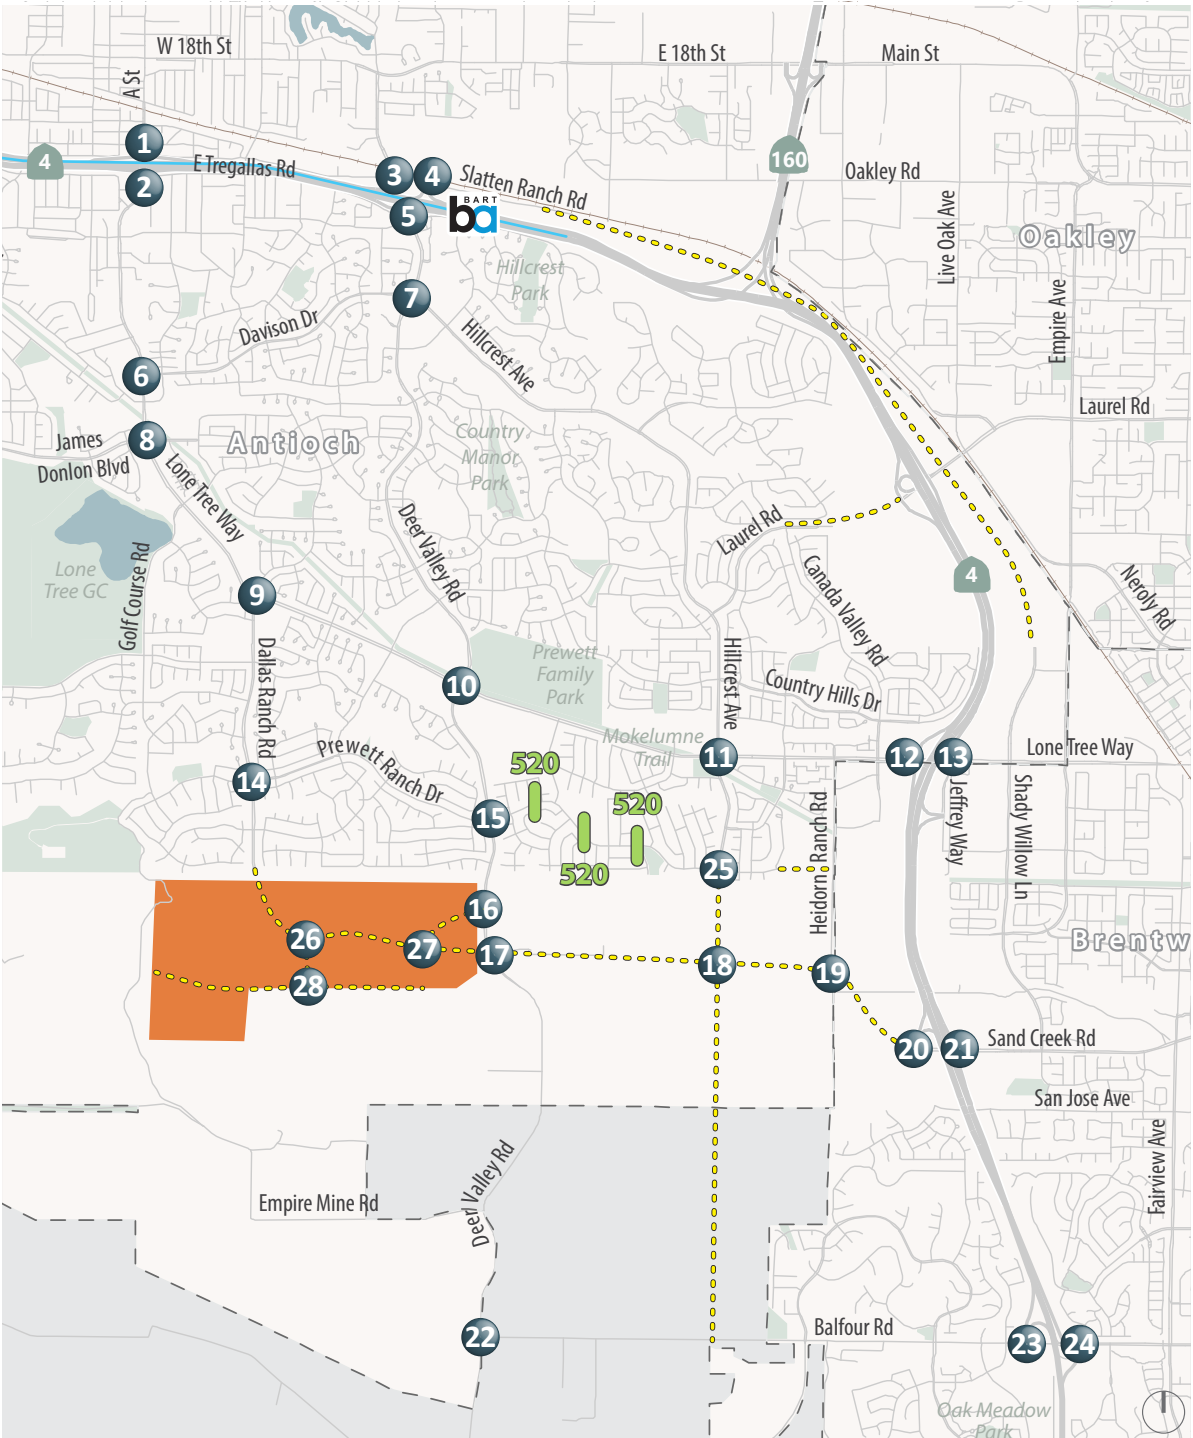 W 18th St
E 18th St
Main St
A St
1
4
E Tregallas Rd
2
3
4
Slatten Ranch Rd
BART
ba
5
160
Oakley Rd
Live Oak Ave
Oakley
Hillcrest
Park
7
Davison Dr
Hillcrest Ave
Empire Ave
6
Laurel Rd
8
James
Donlon Blvd
Antioch
Country
Manor
Park
Lone Tree Way
Deer Valley Rd
Laurel Rd
Lone
Tree GC
Golf Course Rd
9
Canada Valley Rd
4
Neroly Rd
Dallas Ranch Rd
10
Prewett
Family
Park
Hillcrest Ave
Country Hills Dr
Mokelumne
Trail
11
12
13
Lone Tree Way
Prewett Ranch Dr
14
15
520
520
520
Heidorn Ranch Rd
Jeffrey Way
Shady Willow Ln
25
16
26
27
17
18
19
28
Brentw
20
21
Sand Creek Rd
San Jose Ave
Fairview Ave
Empire Mine Rd
Deer Valley Rd
22
Balfour Rd
23
24
Oak Meadow
Park